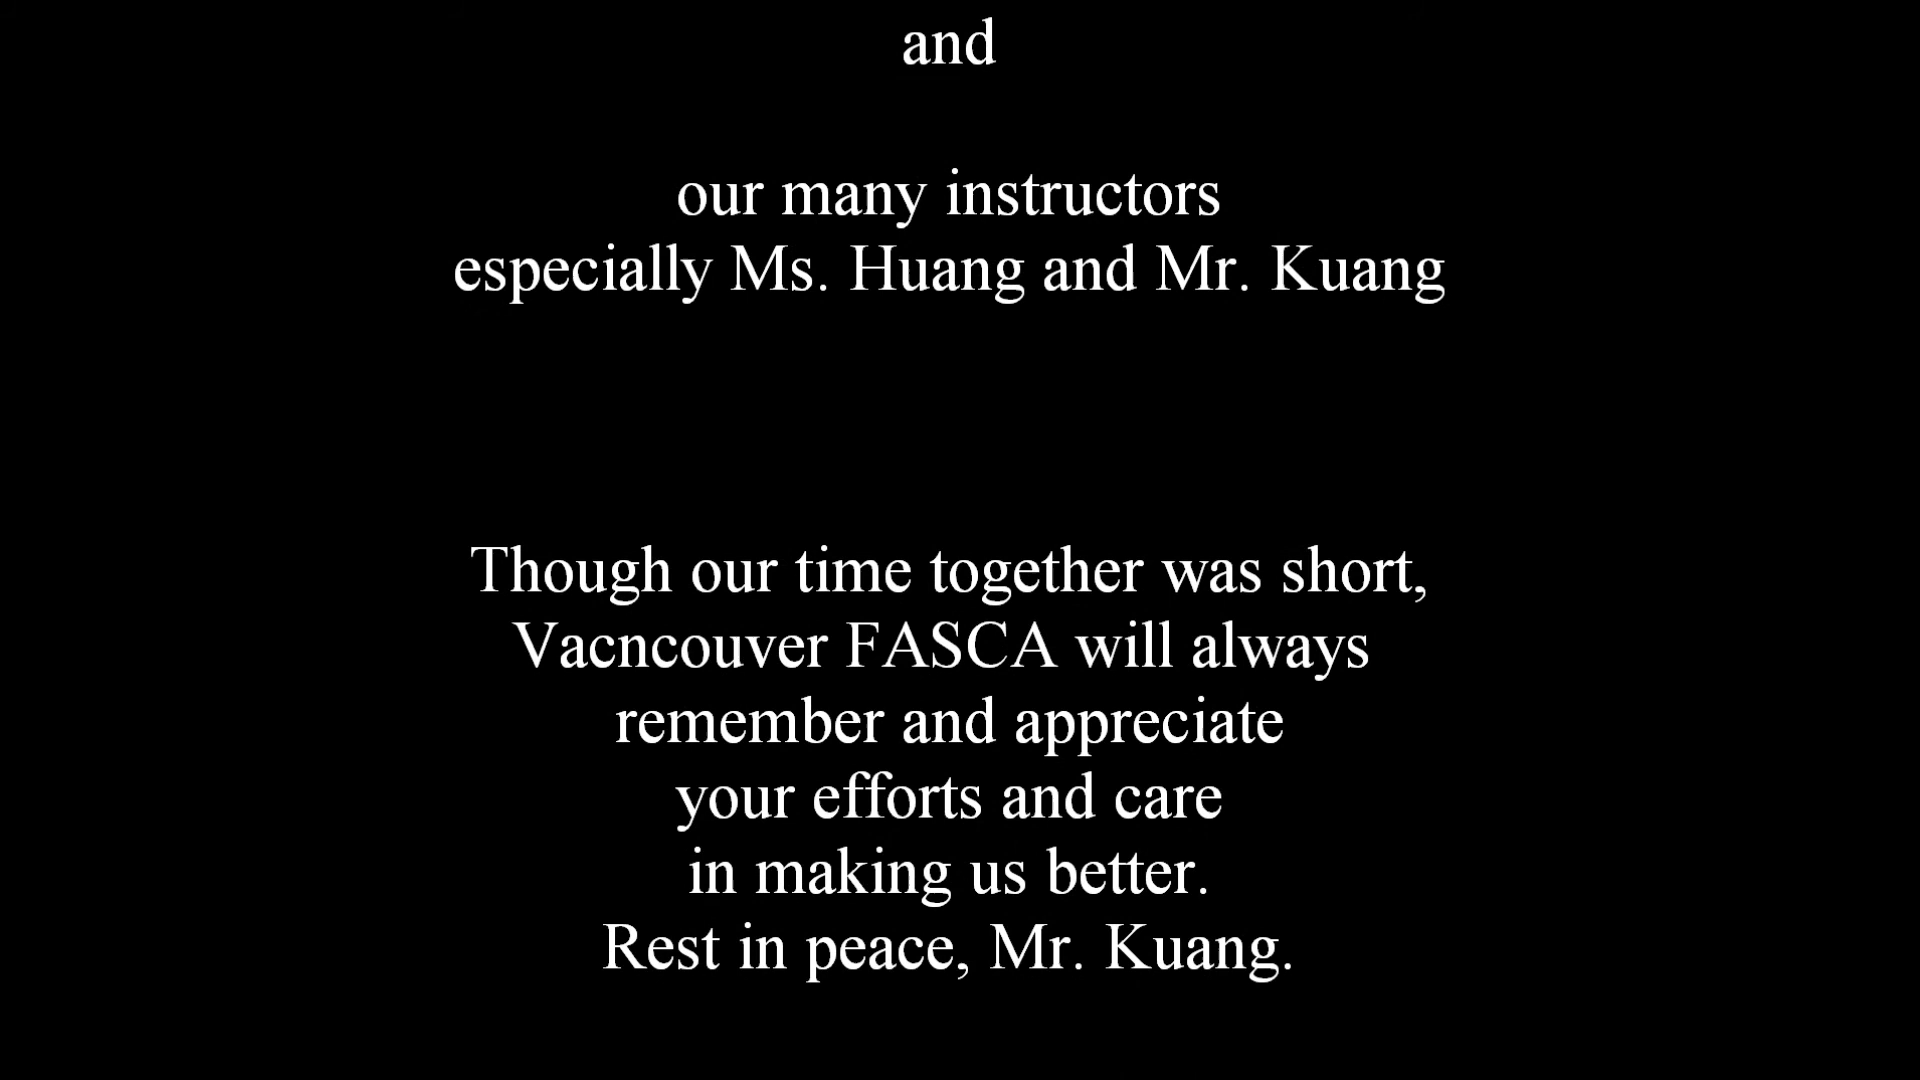 and
our many instructors
especially Ms. Huang and Mr. Kuang
Though our time together was short,
Vacncouver FASCA will always
remember and appreciate
your efforts and care
in making us better.
Rest in peace, Mr. Kuang.